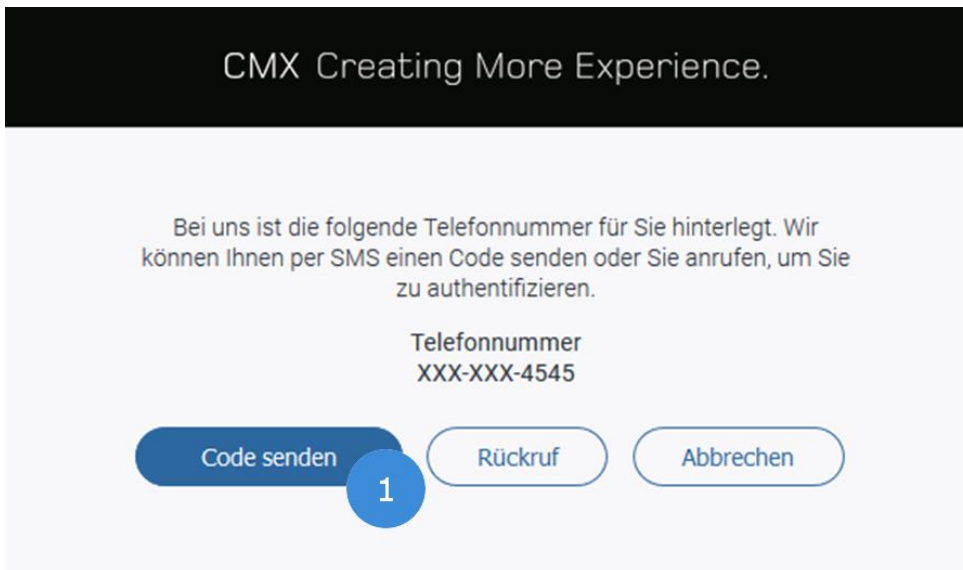 CMX Creating More Experience.
Bei uns ist die folgende Telefonnummer für Sie hinterlegt. Wir
können Ihnen per SMS einen Code senden oder Sie anrufen, um Sie
zu authentifizieren.
Telefonnummer
XXX-XXX-4545
Code senden
1
Rückruf
Abbrechen